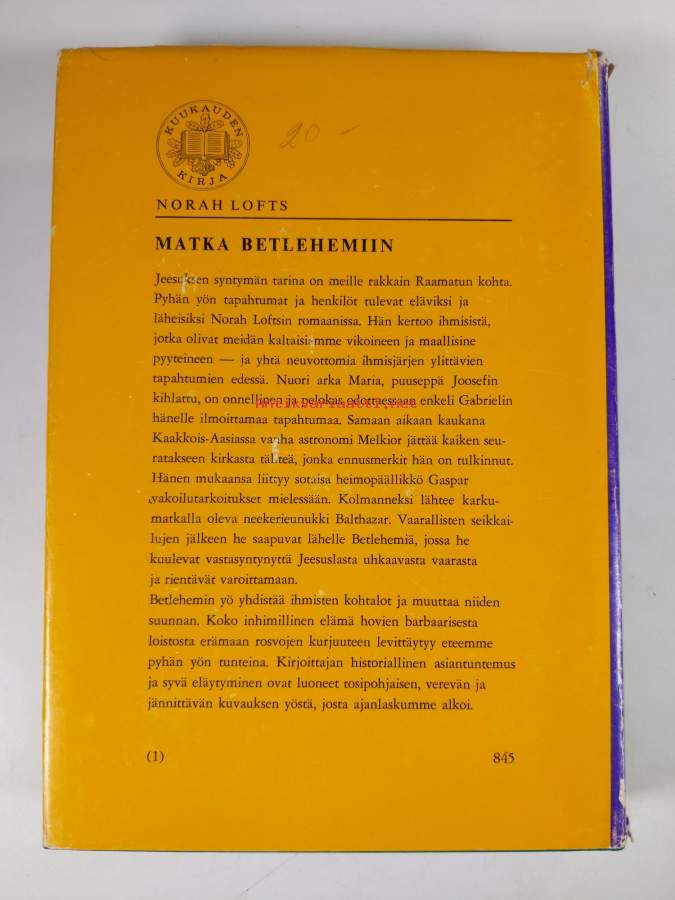 KUUKAUDEN
KIRJA
20 -
NORAH LOFTS
MATKA BETLEHEMIIN
Jeesuksen syntymän tarina on meille rakkain Raamatun kohta.
Pyhän yön tapahtumat ja henkilöt tulevat eläviksi ja
läheisiksi Norah Loftsin romaanissa. Hän kertoo ihmisistä,
jotka olivat meidän kaltaisiamme vikoineen ja maallisine
pyyteineen — ja yhtä neuvottomia ihmisjärjen ylittävien
tapahtumien edessä. Nuori arka Maria, puuseppä Joosefin
kihlattu, on onnellinen ja pelokas odottaessaan enkeli Gabrielin
Antikvariaatti.net
hänelle ilmoittamaa tapahtumaa. Samaan aikaan kaukana
Kaakkois-Aasiassa vanha astronomi Melkior jättää kaiken seu-
ratakseen kirkasta tähteä, jonka ennusmerkit hän on tulkinnut.
Hänen mukaansa liittyy sotaisa heimopäällikkö Gaspar
vakoilutarkoitukset mielessään. Kolmanneksi lähtee karku-
matkalla oleva neekerieunukki Balthazar. Vaarallisten seikkai-
lujen jälkeen he saapuvat lähelle Betlehemiä, jossa he
kuulevat vastasyntynyttä Jeesuslasta uhkaavasta vaarasta
ja rientävät varoittamaan.
Betlehemin yö yhdistää ihmisten kohtalot ja muuttaa niiden
suunnan. Koko inhimillinen elämä hovien barbaarisesta
loistosta erämaan rosvojen kurjuuteen levittäytyy eteemme
pyhän yön tunteina. Kirjoittajan historiallinen asiantuntemus
ja syvä eläytyminen ovat luoneet tosipohjaisen, verevän ja
jännittävän kuvauksen yöstä, josta ajanlaskumme alkoi.
(1)
845